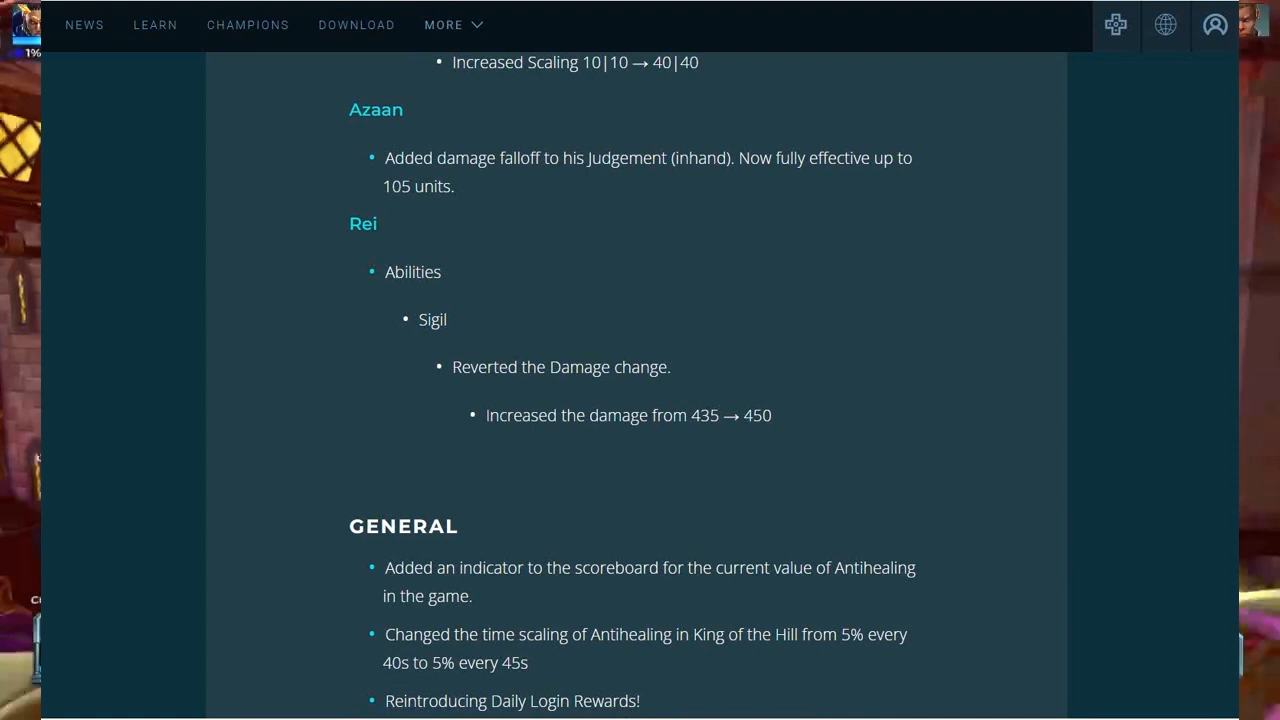 NEWS LEARN CHAMPIONS DOWNLOAD MORE
1%
• Increased Scaling 10|10 → 40|40
Azaan
• Added damage falloff to his Judgement (inhand). Now fully effective up to
105 units.
Rei
• Abilities
• Sigil
• Reverted the Damage change.
• Increased the damage from 435 → 450
GENERAL
• Added an indicator to the scoreboard for the current value of Antihealing
in the game.
• Changed the time scaling of Antihealing in King of the Hill from 5% every
40s to 5% every 45s
• Reintroducing Daily Login Rewards!